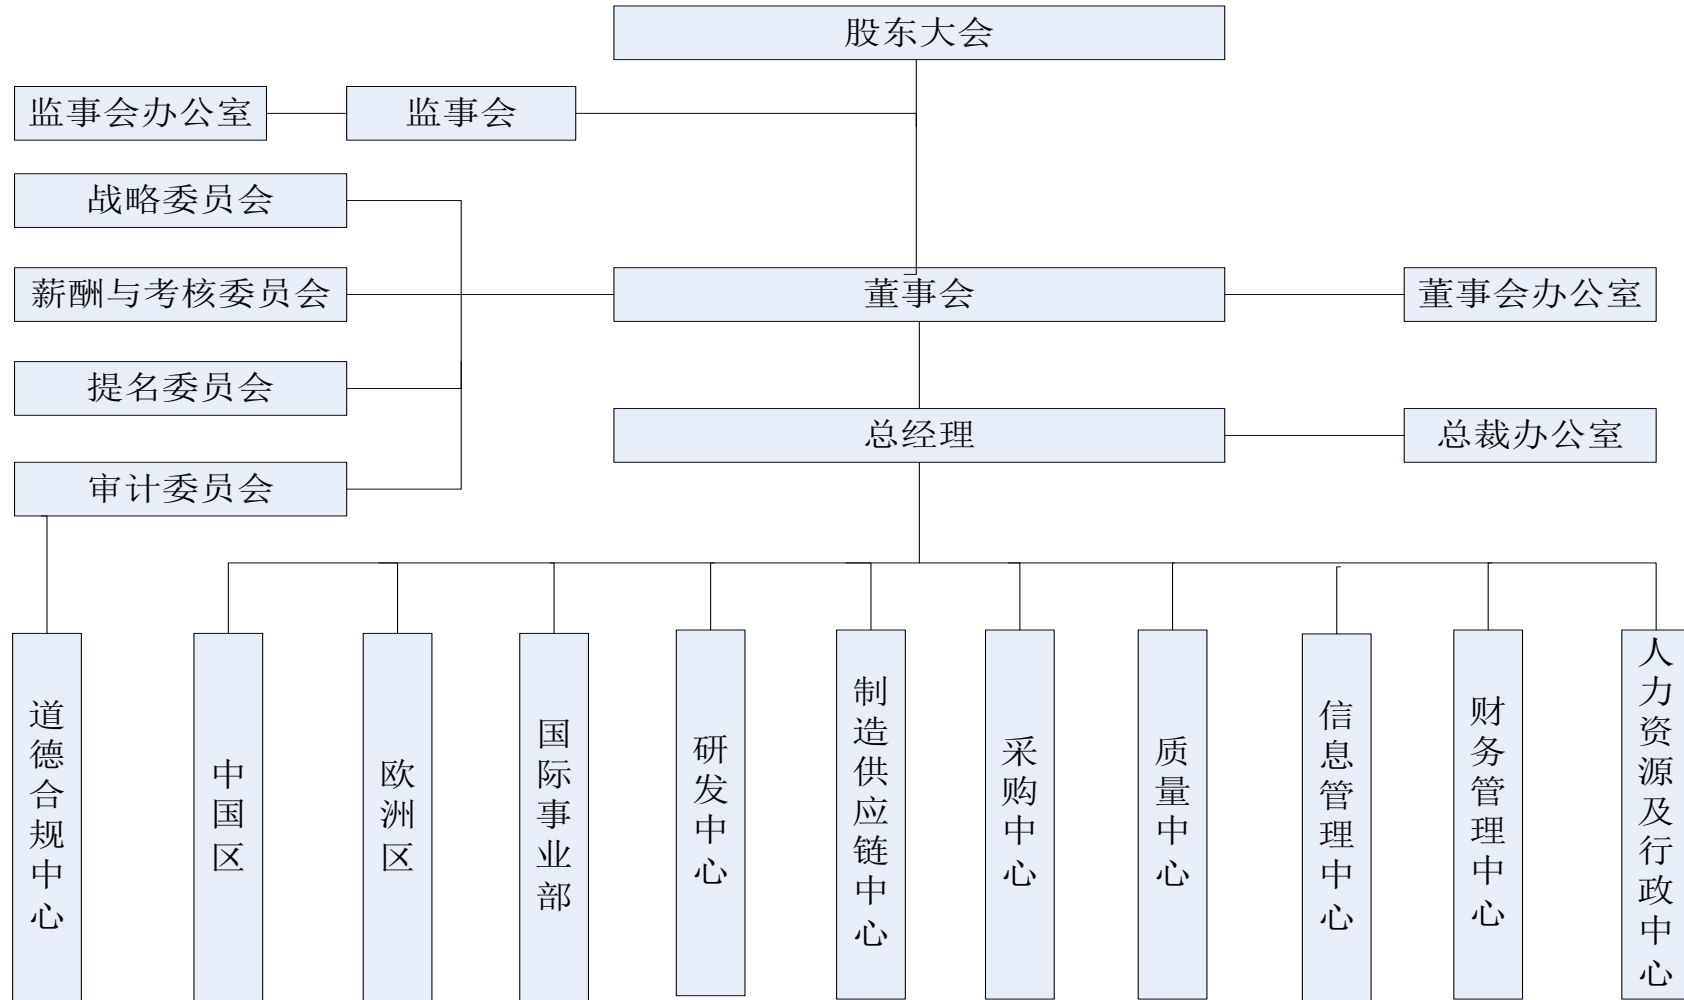 股东大会
监事会办公室
监事会
战略委员会
薪酬与考核委员会
董事会
董事会办公室
提名委员会
总经理
总裁办公室
审计委员会
道德合规中心
中国区
欧洲区
国际事业部
研发中心
制造供应链中心
采购中心
质量中心
信息管理中心
财务管理中心
人力资源及行政中心